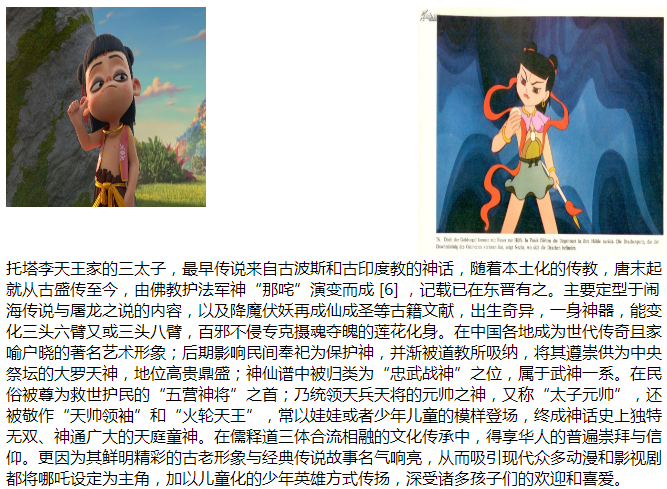 托塔李天王家的三太子，最早传说来自古波斯和古印度教的神话，随着本土化的传教，唐末起
就从古盛传至今，由佛教护法军神“那咤”演变而成 [6] ，记载已在东晋有之。主要定型于闹
海传说与屠龙之说的内容，以及降魔伏妖再成仙成圣等古籍文献，出生奇异，一身神器，能变
化三头六臂又或三头八臂，百邪不侵专克摄魂夺魄的莲花化身。在中国各地成为世代传奇且家
喻户晓的著名艺术形象；后期影响民间奉祀为保护神，并渐被道教所吸纳，将其遵崇供为中央
祭坛的大罗天神，地位高贵鼎盛；神仙谱中被归类为“忠武战神”之位，属于武神一系。在民
俗被尊为救世护民的“五营神将”之首；乃统领天兵天将的元帅之神，又称“太子元帅”，还
被敬作“天帅领袖”和“火轮天王”，常以娃娃或者少年儿童的模样登场，终成神话史上独特
无双、神通广大的天庭童神。在儒释道三体合流相融的文化传承中，得享华人的普遍崇拜与信
仰。更因为其鲜明精彩的古老形象与经典传说故事名气响亮，从而吸引现代众多动漫和影视剧
都将哪吒设定为主角，加以儿童化的少年英雄方式传扬，深受诸多孩子们的欢迎和喜爱。